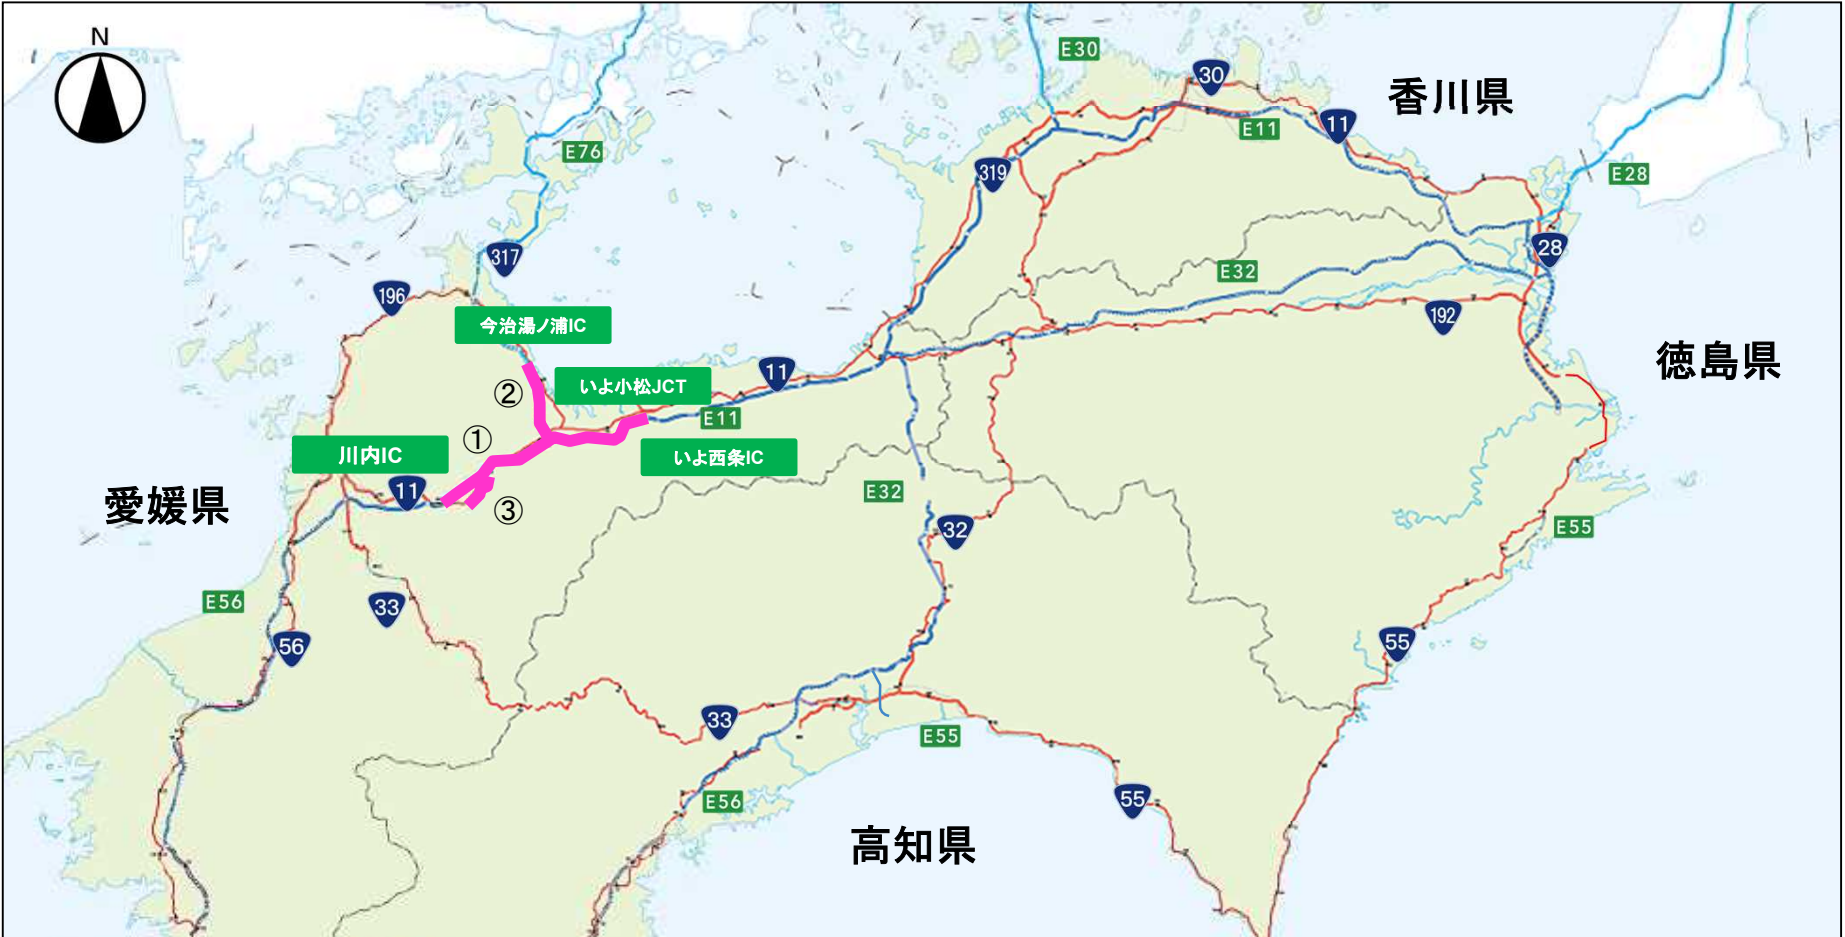 N
E30
30
香川県
11
E11
E76
319
E28
317
28
196
E32
今治湯ノ浦IC
192
徳島県
11
いよ小松JCT
②
E11
①
川内IC
いよ西条IC
11
E32
愛媛県
③
32
E55
E56
33
56
55
33
E55
E56
55
高知県